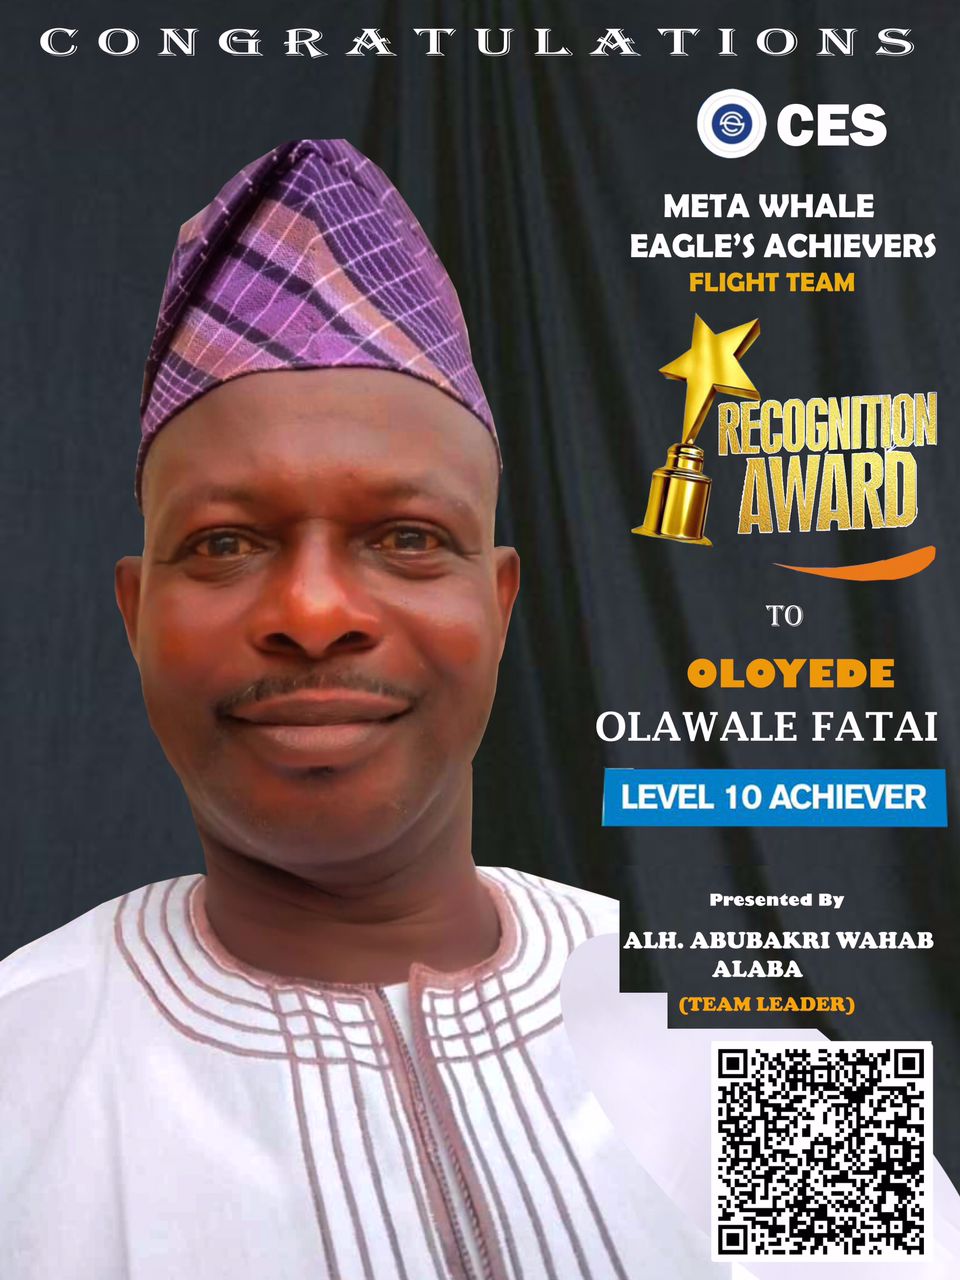 CONGRATULATIONS
CES
META WHALE
EAGLE'S ACHIEVERS
FLIGHT TEAM
RECOGNITION
AWARD
TO
OLOYEDE
OLAWALE FATAI
LEVEL 10 ACHIEVER
Presented By
ALH. ABUBAKRI WAHAB
ALABA
(TEAM LEADER)